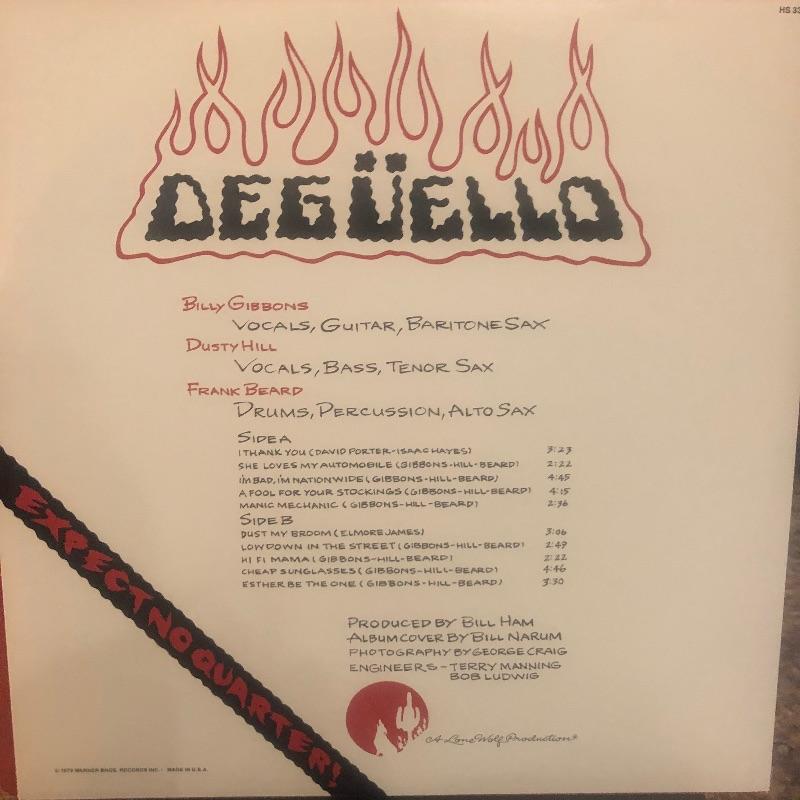 HS 33
DEGÜELLO
BILLY GIBBONS
VOCALS, GUITAR, BARITONE SAX
DUSTY HILL
VOCALS, BASS, TENOR SAX
FRANK BEARD
DRUMS, PERCUSSION, ALTO SAX
SIDE A
I THANK YOU (DAVID PORTER-ISAAC HAYES) 3:23
SHE LOVES MY AUTOMOBILE (GIBBONS-HILL-BEARD) 2:22
I'M BAD, I'M NATIONWIDE (GIBBONS-HILL-BEARD) 4:45
A FOOL FOR YOUR STOCKINGS (GIBBONS-HILL-BEARD) 4:15
MANIC MECHANIC (GIBBONS-HILL-BEARD) 2:36
SIDE B
DUST MY BROOM (ELMORE JAMES) 3:06
LOWDOWN IN THE STREET (GIBBONS-HILL-BEARD) 2:49
HI FI MAMA (GIBBONS-HILL-BEARD) 2:22
CHEAP SUNGLASSES (GIBBONS-HILL-BEARD) 4:46
ESTHER BE THE ONE (GIBBONS-HILL-BEARD) 3:30
EXPECT NO QUARTER!
PRODUCED BY BILL HAM
ALBUM COVER BY BILL NARUM
PHOTOGRAPHY BY GEORGE CRAIG
ENGINEERS - TERRY MANNING
BOB LUDWIG
A Lone Wolf Production®
© 1979 WARNER BROS. RECORDS INC. · MADE IN U.S.A.